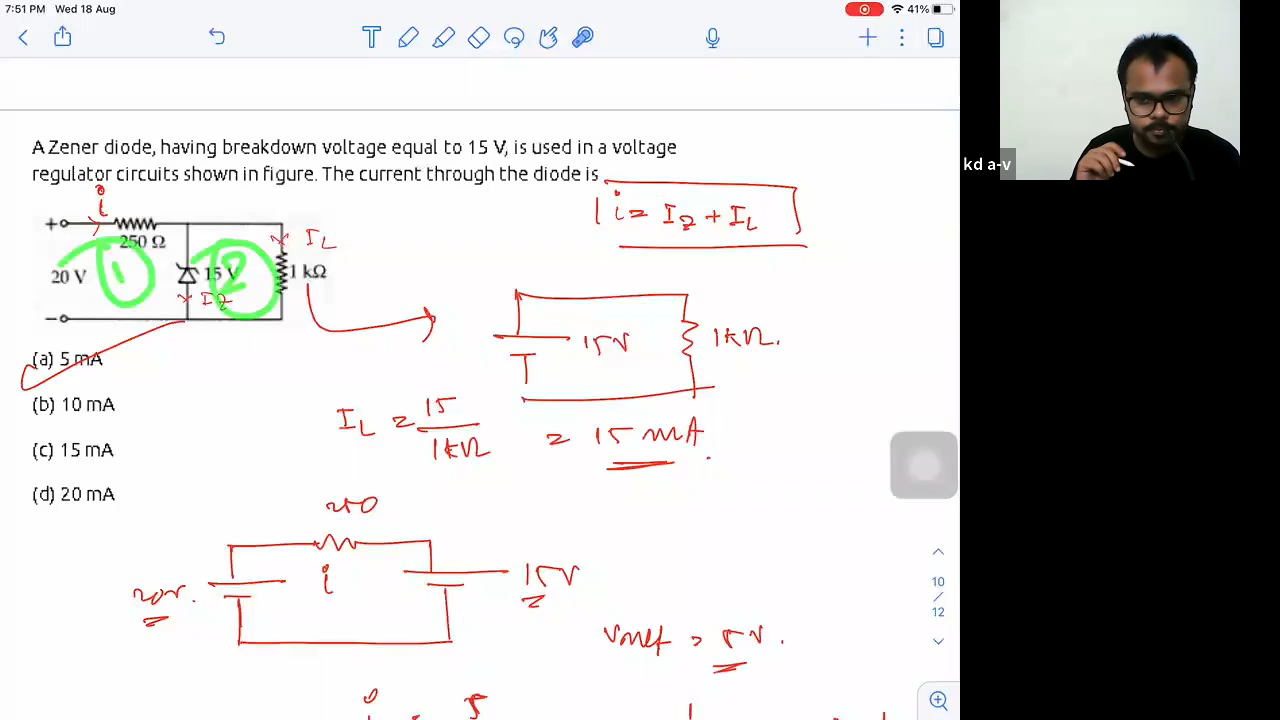 7:51 PM Wed 18 Aug
41%
T
A Zener diode, having breakdown voltage equal to 15 V, is used in a voltage
regulator circuits shown in figure. The current through the diode is
i
i = IZ + IL
+
250 Ω
IL
20 V
1
15 V
2
1 kΩ
IZ
15V
1kΩ.
(a) 5 mA
(b) 10 mA
(c) 15 mA
(d) 20 mA
IL = 15
1kΩ
= 15 mA.
250
20V.
i
15V
Vnet = 5V.
i
5
10
/
12
kd a-v